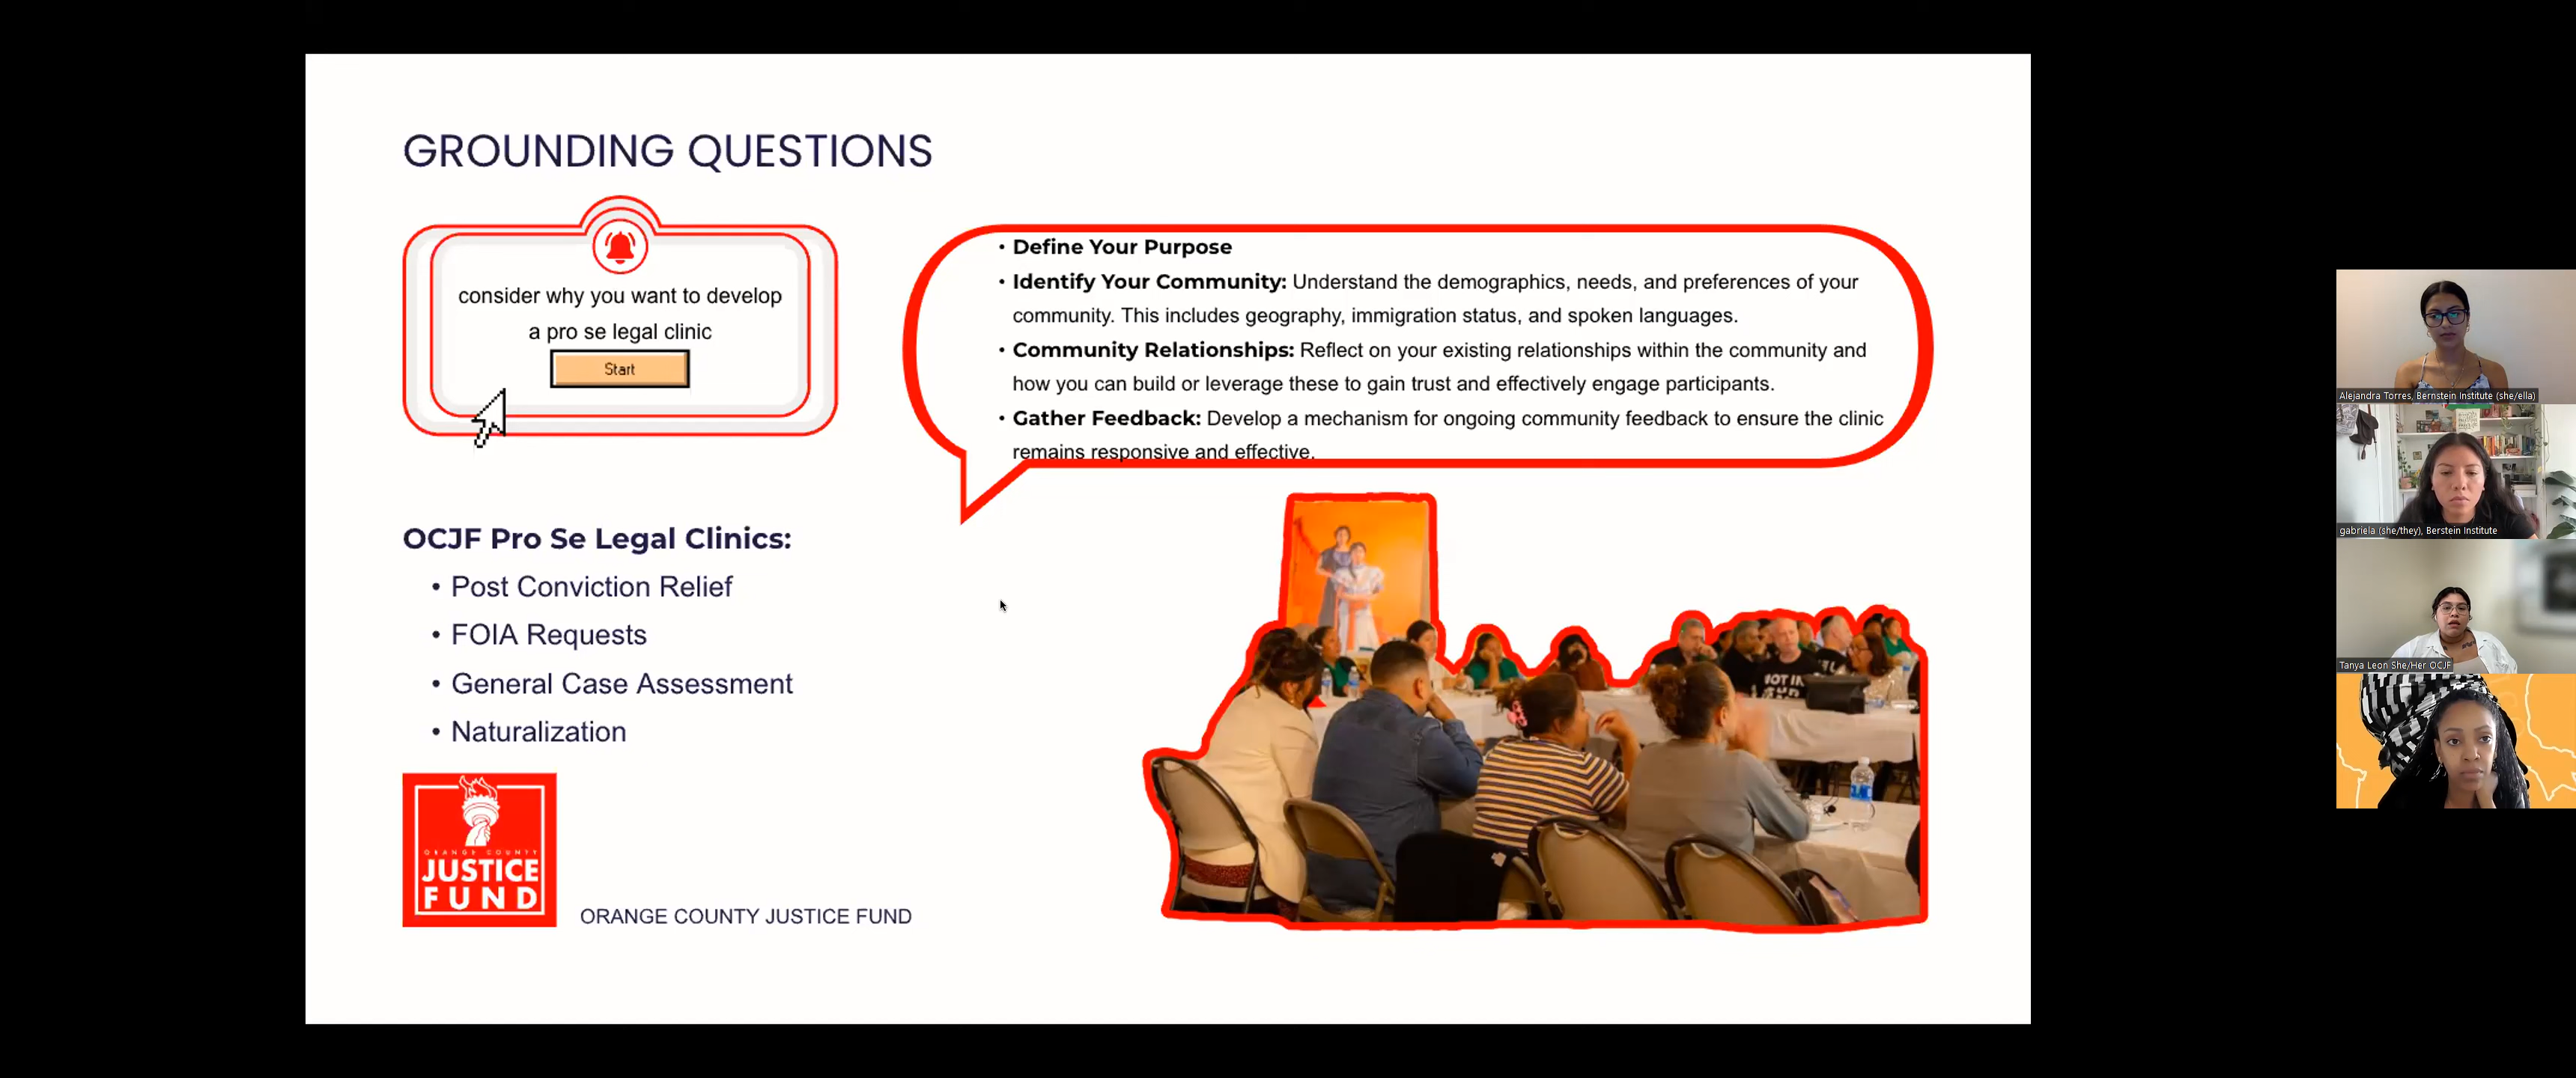 GROUNDING QUESTIONS
consider why you want to develop
a pro se legal clinic
Start
• Define Your Purpose
• Identify Your Community: Understand the demographics, needs, and preferences of your
community. This includes geography, immigration status, and spoken languages.
• Community Relationships: Reflect on your existing relationships within the community and
how you can build or leverage these to gain trust and effectively engage participants.
• Gather Feedback: Develop a mechanism for ongoing community feedback to ensure the clinic
remains responsive and effective.
OCJF Pro Se Legal Clinics:
• Post Conviction Relief
• FOIA Requests
• General Case Assessment
• Naturalization
ORANGE COUNTY
JUSTICE
FUND
ORANGE COUNTY JUSTICE FUND
Alejandra Torres, Bernstein Institute (she/ella)
gabriela (she/they), Berstein Institute
Tanya Leon She/Her OCJF